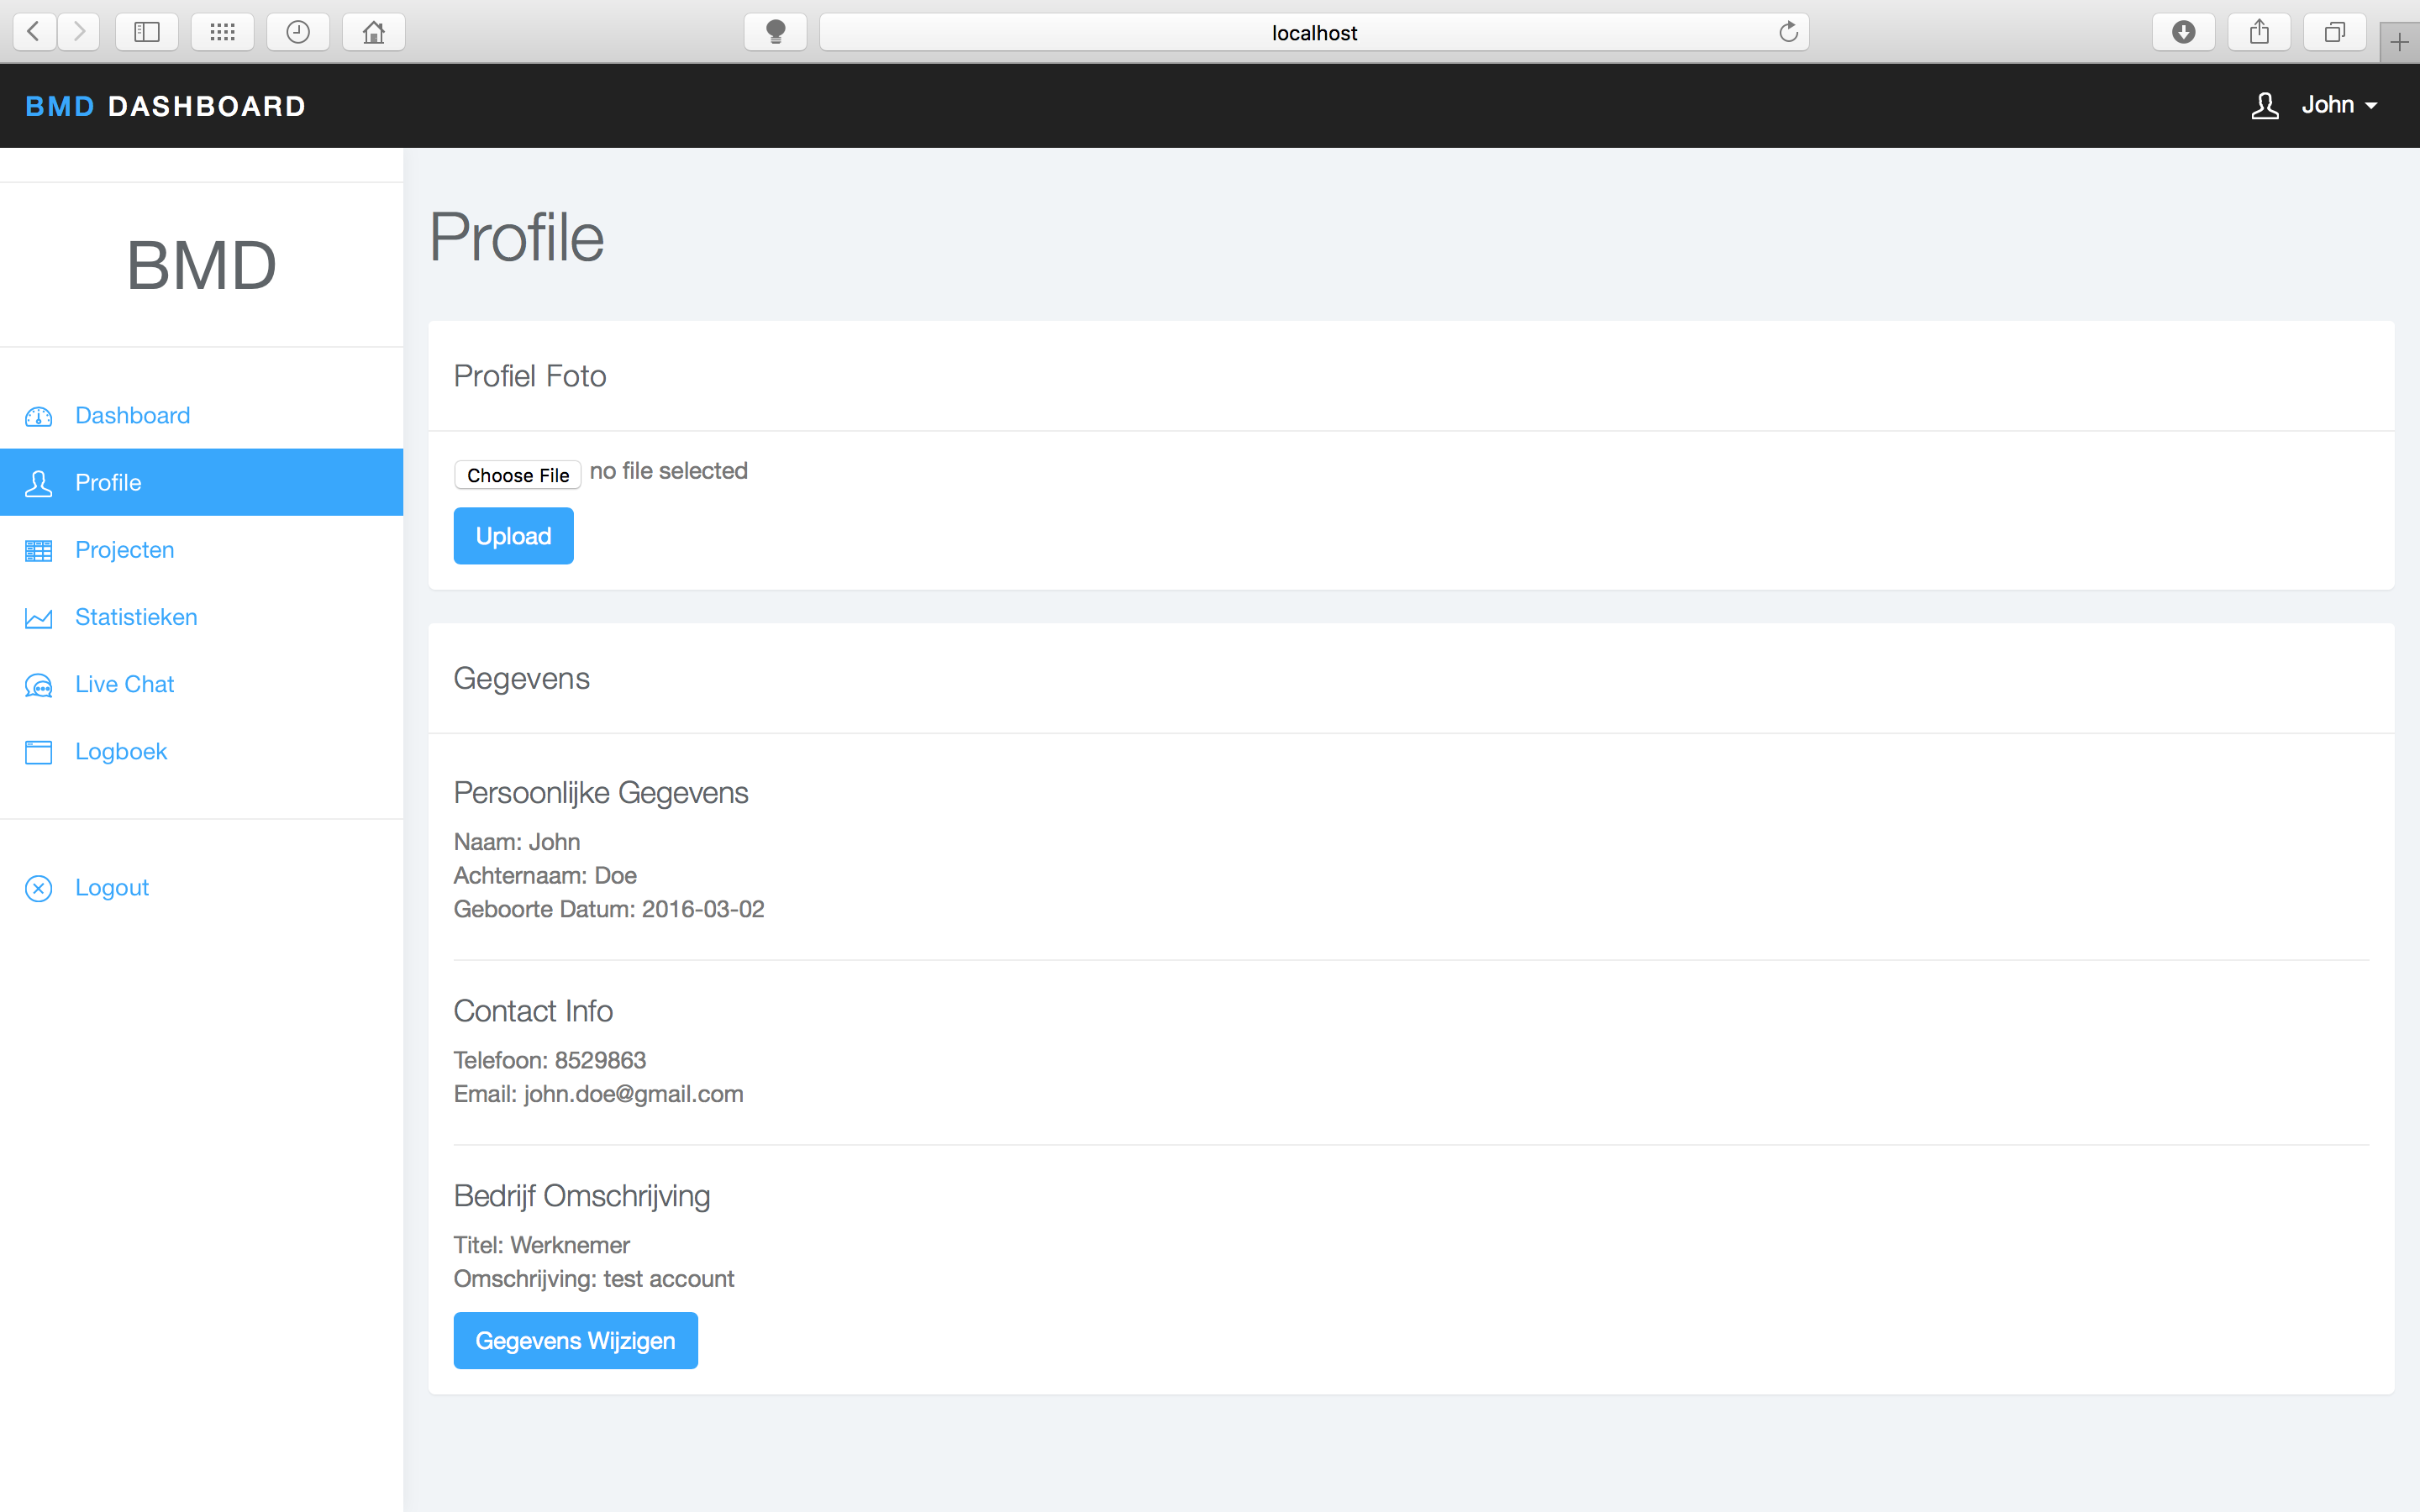 localhost
BMD DASHBOARD
John
BMD
Dashboard
Profile
Projecten
Statistieken
Live Chat
Logboek
Logout
Profile
Profiel Foto
Choose File no file selected
Upload
Gegevens
Persoonlijke Gegevens
Naam: John
Achternaam: Doe
Geboorte Datum: 2016-03-02
Contact Info
Telefoon: 8529863
Email: john.doe@gmail.com
Bedrijf Omschrijving
Titel: Werknemer
Omschrijving: test account
Gegevens Wijzigen